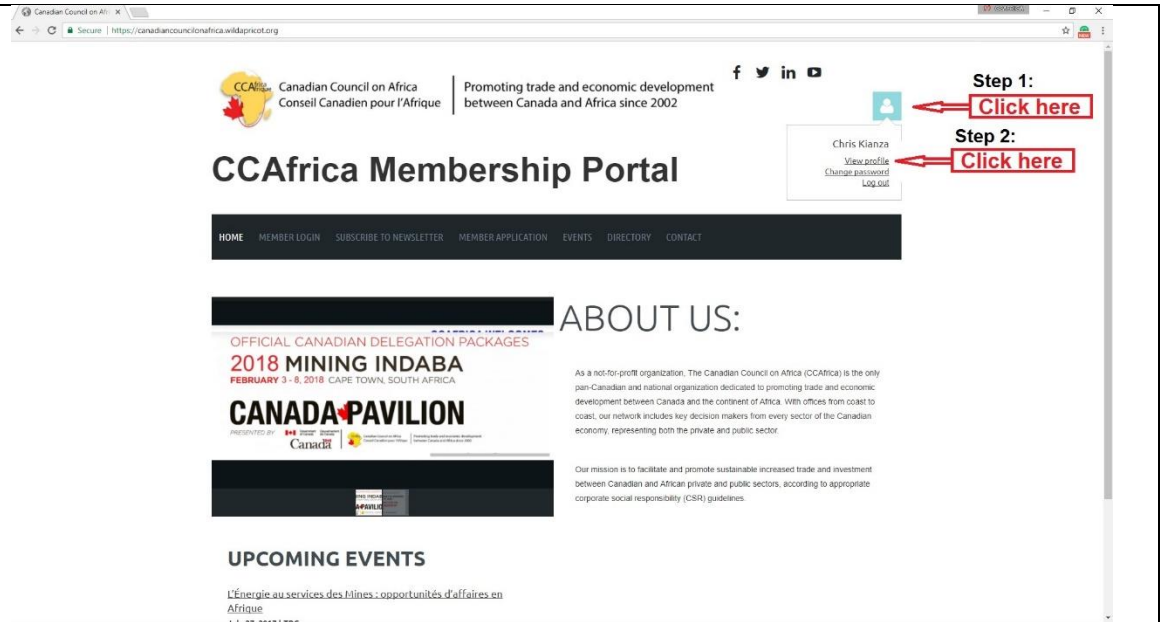 Canadian Council on Afri
Secure | https://canadiancouncilonafrica.wildapricot.org
CCAfrica
Afrique
Canadian Council on Africa
Conseil Canadien pour l'Afrique
Promoting trade and economic development
between Canada and Africa since 2002
Step 1:
Click here
Chris Kianza
Step 2:
View profile
Click here
Change password
Log out
CCAfrica Membership Portal
HOME MEMBER LOGIN SUBSCRIBE TO NEWSLETTER MEMBER APPLICATION EVENTS DIRECTORY CONTACT
OFFICIAL CANADIAN DELEGATION PACKAGES
2018 MINING INDABA
FEBRUARY 3 - 8, 2018 CAPE TOWN, SOUTH AFRICA
CANADA PAVILION
PRESENTED BY
Canada
ABOUT US:
As a not-for-profit organization, The Canadian Council on Africa (CCAfrica) is the only
pan-Canadian and national organization dedicated to promoting trade and economic
development between Canada and the continent of Africa. With offices from coast to
coast, our network includes key decision makers from every sector of the Canadian
economy, representing both the private and public sector.
Our mission is to facilitate and promote sustainable increased trade and investment
between Canadian and African private and public sectors, according to appropriate
corporate social responsibility (CSR) guidelines.
UPCOMING EVENTS
L'Énergie au services des Mines : opportunités d'affaires en
Afrique